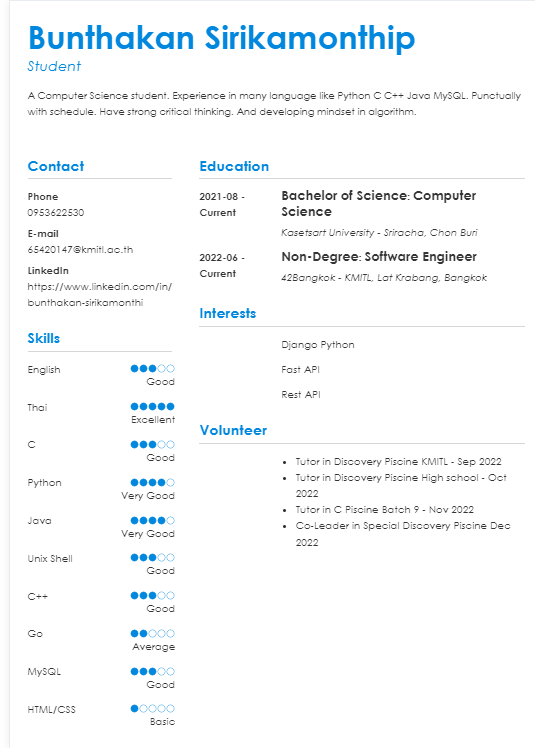 Bunthakan Sirikamonthip
Student
A Computer Science student. Experience in many language like Python C C++ Java MySQL. Punctually
with schedule. Have strong critical thinking. And developing mindset in algorithm.
Contact
Phone
0953622530
E-mail
65420147@kmitl.ac.th
LinkedIn
https://www.linkedin.com/in/
bunthakan-sirikamonthi
Skills
English
Good
Thai
Excellent
C
Good
Python
Very Good
Java
Very Good
Unix Shell
Good
C++
Good
Go
Average
MySQL
Good
HTML/CSS
Basic
Education
2021-08 -
Current
Bachelor of Science: Computer
Science
Kasetsart University - Sriracha, Chon Buri
2022-06 -
Current
Non-Degree: Software Engineer
42Bangkok - KMITL, Lat Krabang, Bangkok
Interests
Django Python
Fast API
Rest API
Volunteer
• Tutor in Discovery Piscine KMITL - Sep 2022
• Tutor in Discovery Piscine High school - Oct
2022
• Tutor in C Piscine Batch 9 - Nov 2022
• Co-Leader in Special Discovery Piscine Dec
2022